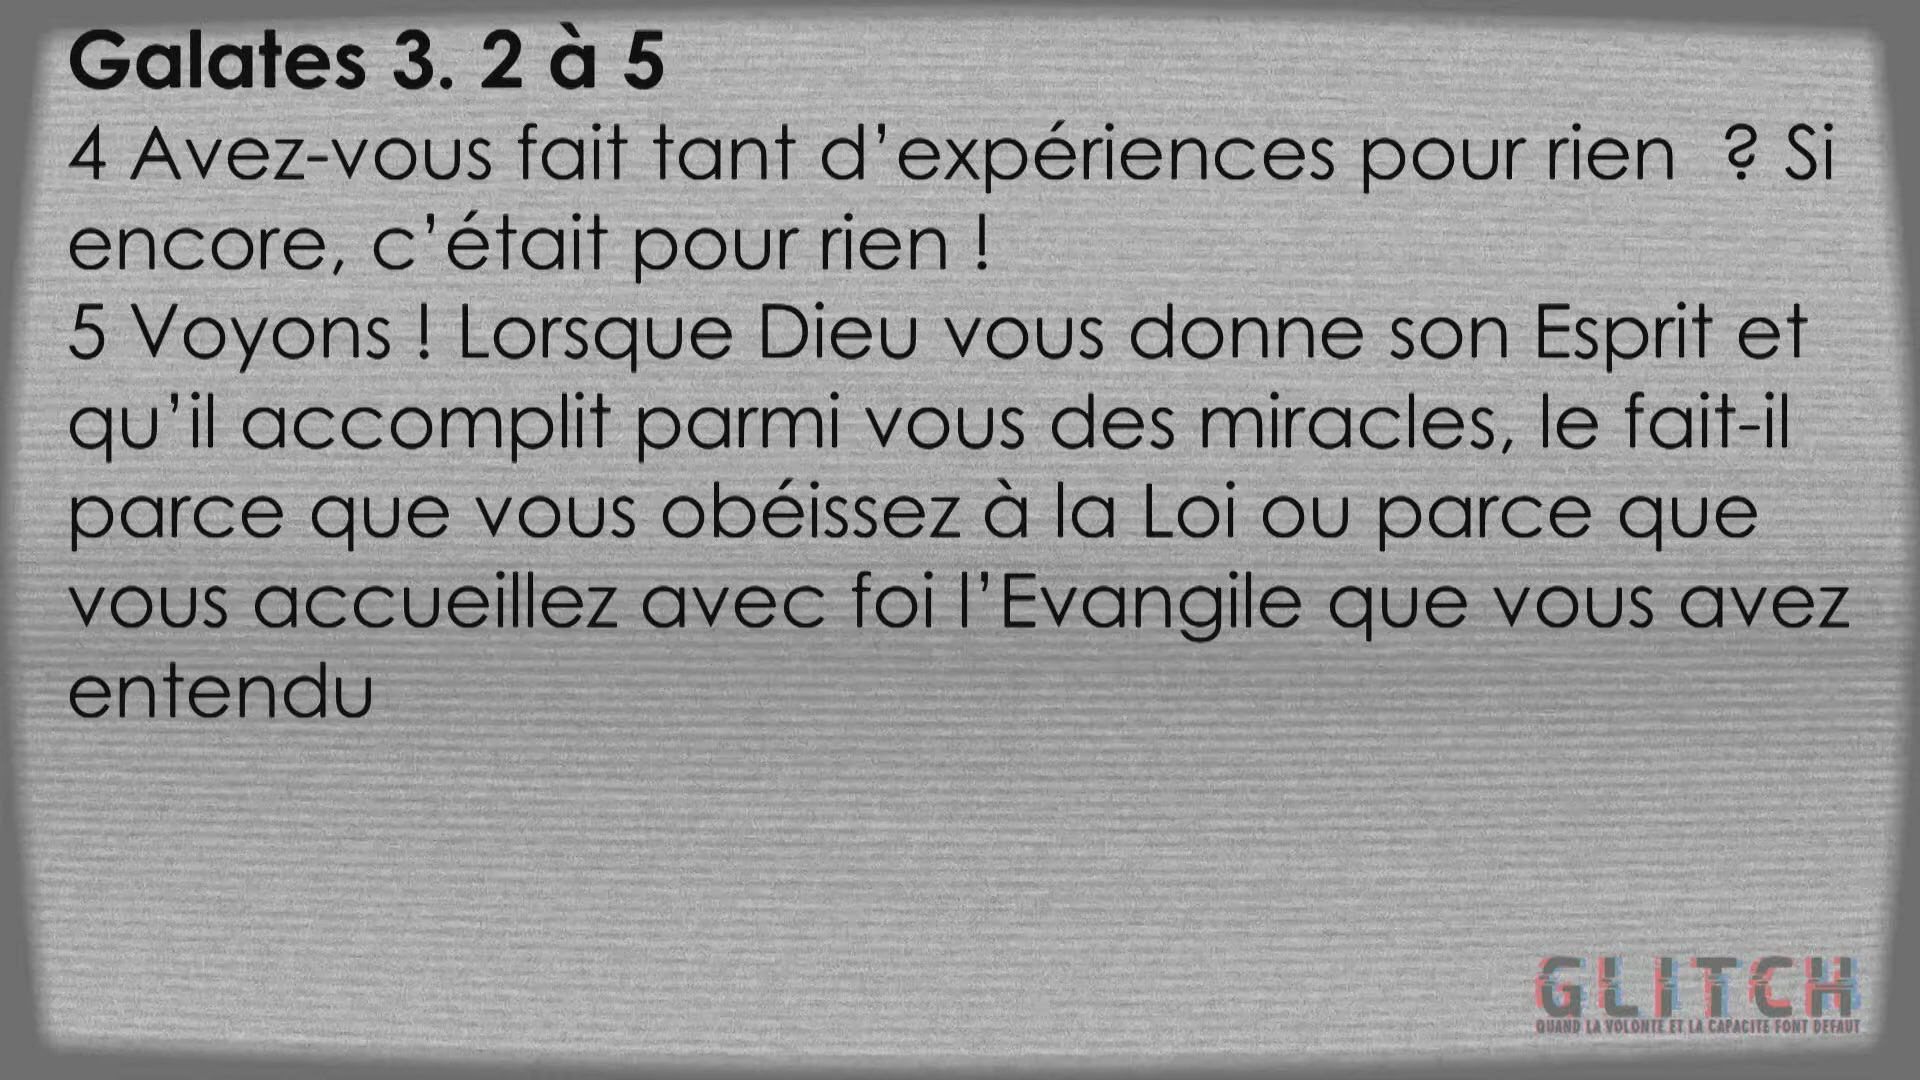 Galates 3. 2 à 5
4 Avez-vous fait tant d’expériences pour rien  ? Si
encore, c’était pour rien !
5 Voyons ! Lorsque Dieu vous donne son Esprit et
qu’il accomplit parmi vous des miracles, le fait-il
parce que vous obéissez à la Loi ou parce que
vous accueillez avec foi l’Evangile que vous avez
entendu
GLITCH
QUAND LA VOLONTE ET LA CAPACITE FONT DEFAUT